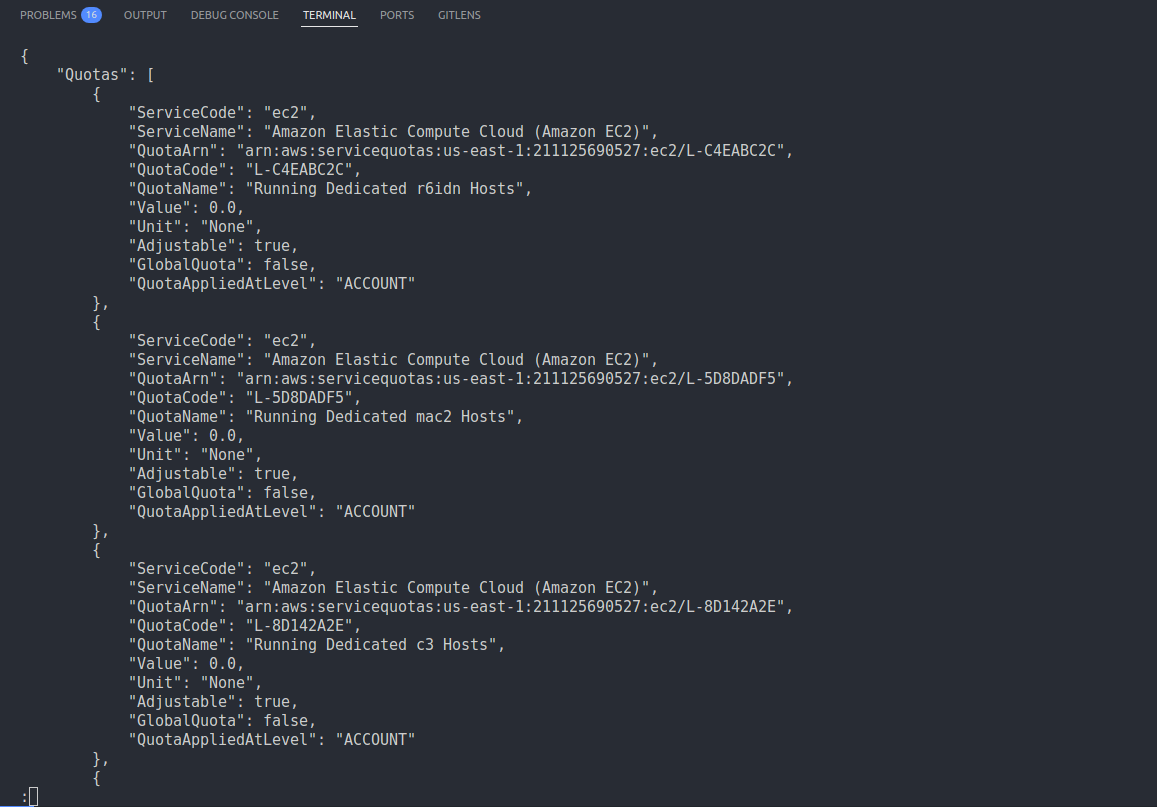 PROBLEMS 16 OUTPUT DEBUG CONSOLE TERMINAL PORTS GITLENS
{
    "Quotas": [
        {
            "ServiceCode": "ec2",
            "ServiceName": "Amazon Elastic Compute Cloud (Amazon EC2)",
            "QuotaArn": "arn:aws:servicequotas:us-east-1:211125690527:ec2/L-C4EABC2C",
            "QuotaCode": "L-C4EABC2C",
            "QuotaName": "Running Dedicated r6idn Hosts",
            "Value": 0.0,
            "Unit": "None",
            "Adjustable": true,
            "GlobalQuota": false,
            "QuotaAppliedAtLevel": "ACCOUNT"
        },
        {
            "ServiceCode": "ec2",
            "ServiceName": "Amazon Elastic Compute Cloud (Amazon EC2)",
            "QuotaArn": "arn:aws:servicequotas:us-east-1:211125690527:ec2/L-5D8DADF5",
            "QuotaCode": "L-5D8DADF5",
            "QuotaName": "Running Dedicated mac2 Hosts",
            "Value": 0.0,
            "Unit": "None",
            "Adjustable": true,
            "GlobalQuota": false,
            "QuotaAppliedAtLevel": "ACCOUNT"
        },
        {
            "ServiceCode": "ec2",
            "ServiceName": "Amazon Elastic Compute Cloud (Amazon EC2)",
            "QuotaArn": "arn:aws:servicequotas:us-east-1:211125690527:ec2/L-8D142A2E",
            "QuotaCode": "L-8D142A2E",
            "QuotaName": "Running Dedicated c3 Hosts",
            "Value": 0.0,
            "Unit": "None",
            "Adjustable": true,
            "GlobalQuota": false,
            "QuotaAppliedAtLevel": "ACCOUNT"
        },
        {
: